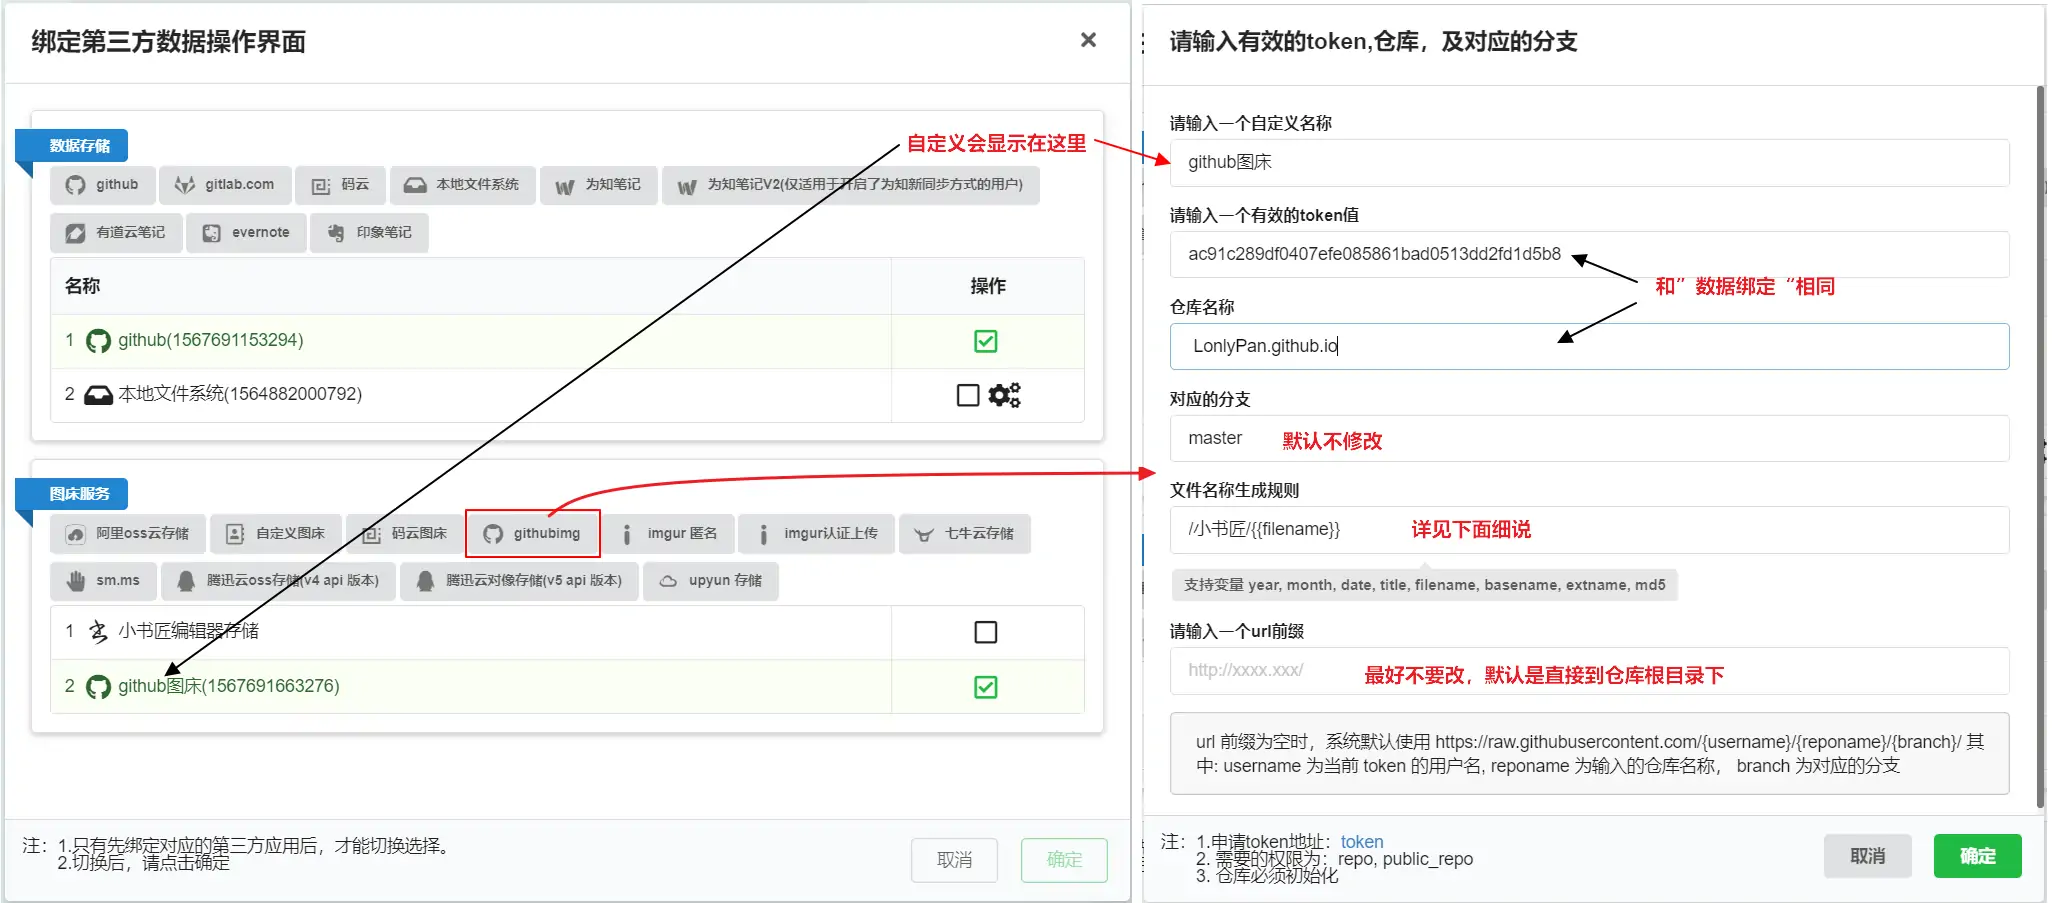 绑定第三方数据操作界面
数据存储
自定义会显示在这里
github
gitlab.com
码云
本地文件系统
为知笔记
为知笔记V2(仅适用于开启了为知新同步方式的用户)
有道云笔记
evernote
印象笔记
名称
操作
1 github(1567691153294)
2 本地文件系统(1564882000792)
图床服务
阿里oss云存储
自定义图床
码云图床
githubimg
imgur 匿名
imgur认证上传
七牛云存储
sm.ms
腾迅云oss存储(v4 api 版本)
腾迅云对像存储(v5 api 版本)
upyun 存储
1 小书匠编辑器存储
2 github图床(1567691663276)
注：1.只有先绑定对应的第三方应用后，才能切换选择。
2.切换后，请点击确定
取消
确定
请输入有效的token,仓库，及对应的分支
请输入一个自定义名称
github图床
请输入一个有效的token值
ac91c289df0407efe085861bad0513dd2fd1d5b8
和”数据绑定“相同
仓库名称
LonlyPan.github.io
对应的分支
master
默认不修改
文件名称生成规则
/小书匠/{{filename}}
详见下面细说
支持变量 year, month, date, title, filename, basename, extname, md5
请输入一个url前缀
http://xxxx.xxx/
最好不要改，默认是直接到仓库根目录下
url 前缀为空时，系统默认使用 https://raw.githubusercontent.com/{username}/{reponame}/{branch}/ 其
中: username 为当前 token 的用户名, reponame 为输入的仓库名称， branch 为对应的分支
注：1.申请token地址：token
2. 需要的权限为：repo, public_repo
3. 仓库必须初始化
取消
确定